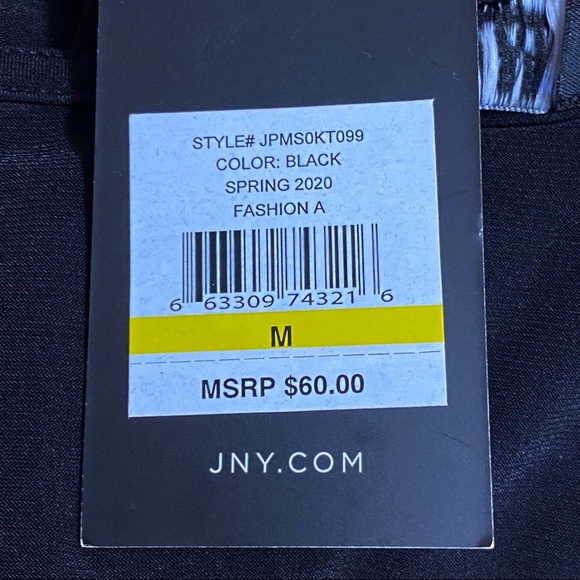 STYLE# JPMS0KT099
COLOR: BLACK
SPRING 2020
FASHION A
6 63309 74321 6
M
MSRP $60.00
JNY.COM